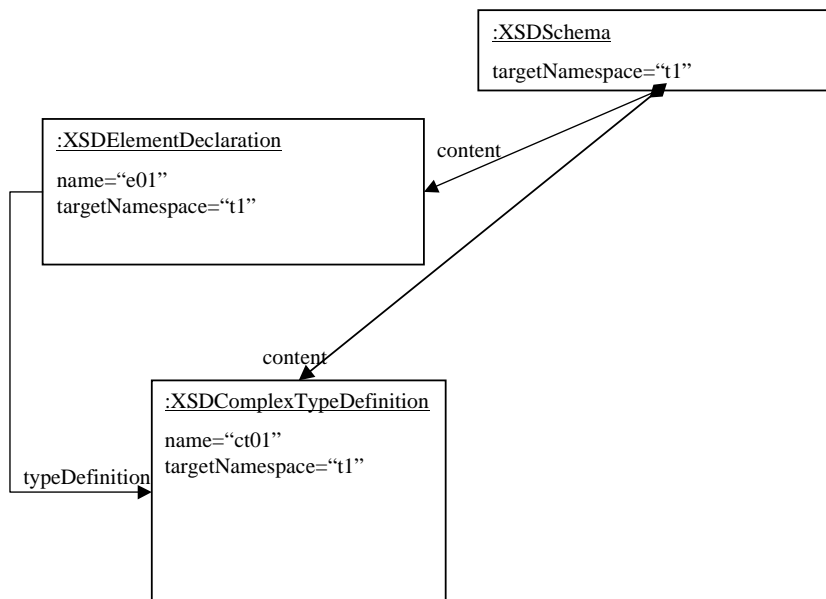 :XSDSchema
targetNamespace=“t1”
:XSDElementDeclaration
name=“e01”
targetNamespace=“t1”
content
content
:XSDComplexTypeDefinition
name=“ct01”
targetNamespace=“t1”
typeDefinition